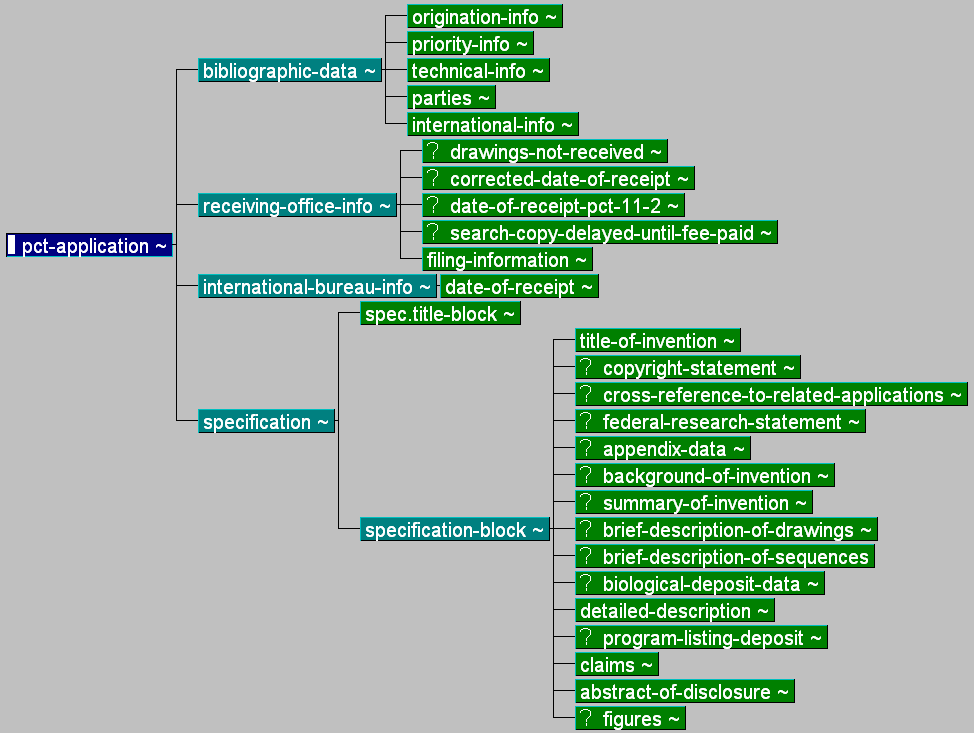 origination-info ~
priority-info ~
bibliographic-data ~
technical-info ~
parties ~
international-info ~
? drawings-not-received ~
? corrected-date-of-receipt ~
receiving-office-info ~
? date-of-receipt-pct-11-2 ~
? search-copy-delayed-until-fee-paid ~
pct-application ~
filing-information ~
international-bureau-info ~
date-of-receipt ~
spec.title-block ~
title-of-invention ~
? copyright-statement ~
? cross-reference-to-related-applications ~
specification ~
? federal-research-statement ~
? appendix-data ~
? background-of-invention ~
? summary-of-invention ~
specification-block ~
? brief-description-of-drawings ~
? brief-description-of-sequences
? biological-deposit-data ~
detailed-description ~
? program-listing-deposit ~
claims ~
abstract-of-disclosure ~
? figures ~